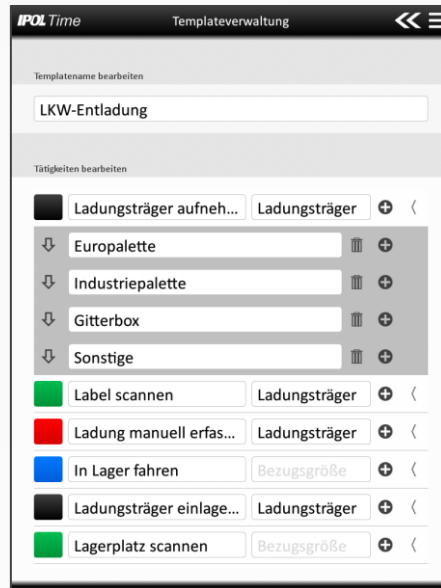 IPOL Time Templateverwaltung
Templatename bearbeiten
LKW-Entladung
Tätigkeiten bearbeiten
Ladungsträger aufneh... Ladungsträger
Europalette
Industriepalette
Gitterbox
Sonstige
Label scannen Ladungsträger
Ladung manuell erfas... Ladungsträger
In Lager fahren Bezugsgröße
Ladungsträger einlage... Ladungsträger
Lagerplatz scannen Bezugsgröße